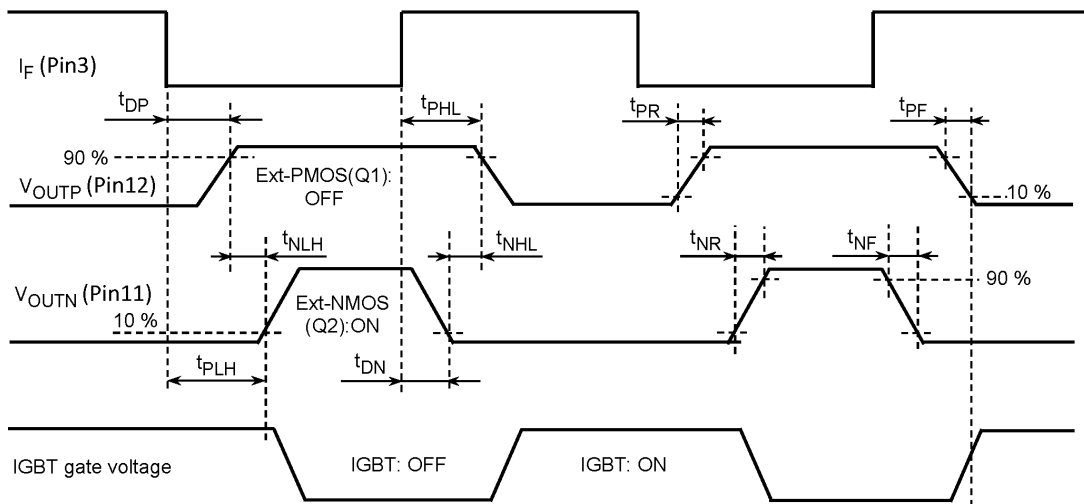 I_F (Pin3)
t_DP
t_PHL
t_PR
t_PF
90 %
V_OUTP (Pin12)
Ext-PMOS(Q1):
OFF
10 %
t_NLH
t_NHL
t_NR
t_NF
V_OUTN (Pin11)
90 %
10 %
Ext-NMOS
(Q2):ON
t_PLH
t_DN
IGBT gate voltage
IGBT: OFF
IGBT: ON